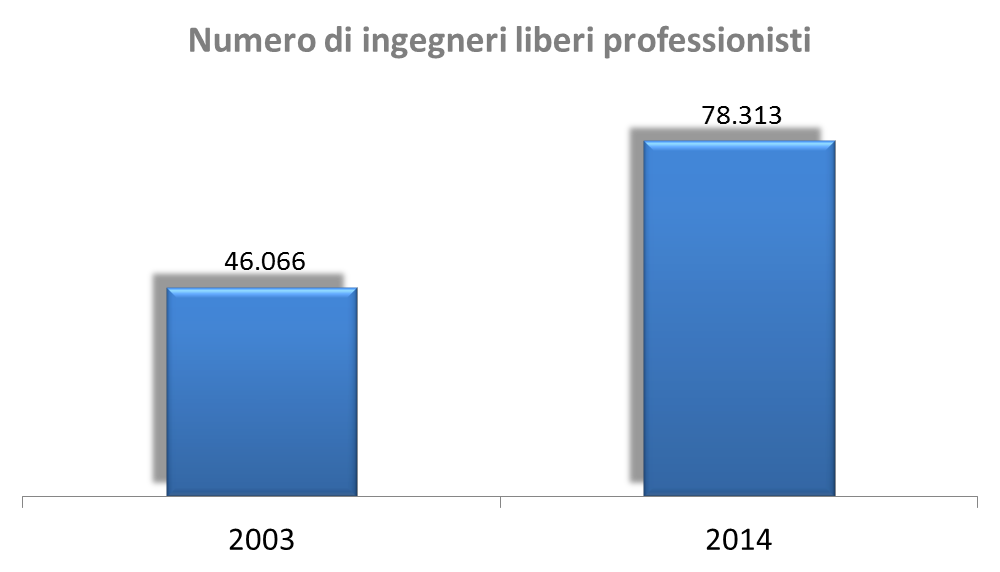 Numero di ingegneri liberi professionisti
78.313
46.066
2003
2014